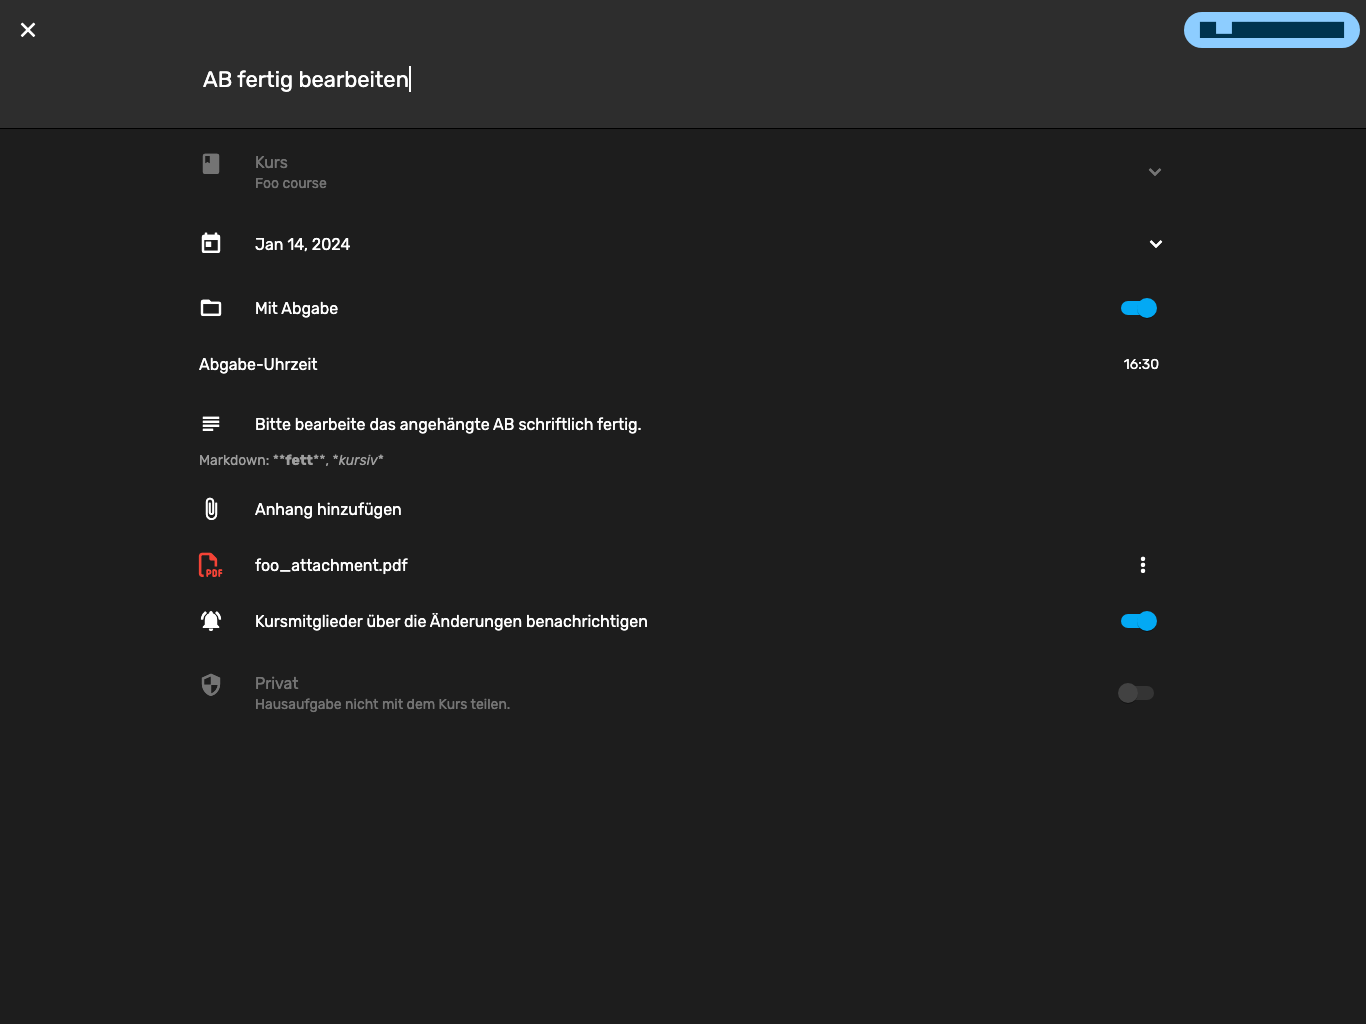 AB fertig bearbeiten
Kurs
Foo course
Jan 14, 2024
Mit Abgabe
Abgabe-Uhrzeit
16:30
Bitte bearbeite das angehängte AB schriftlich fertig.
Markdown: **fett**, *kursiv*
Anhang hinzufügen
PDF
foo_attachment.pdf
Kursmitglieder über die Änderungen benachrichtigen
Privat
Hausaufgabe nicht mit dem Kurs teilen.